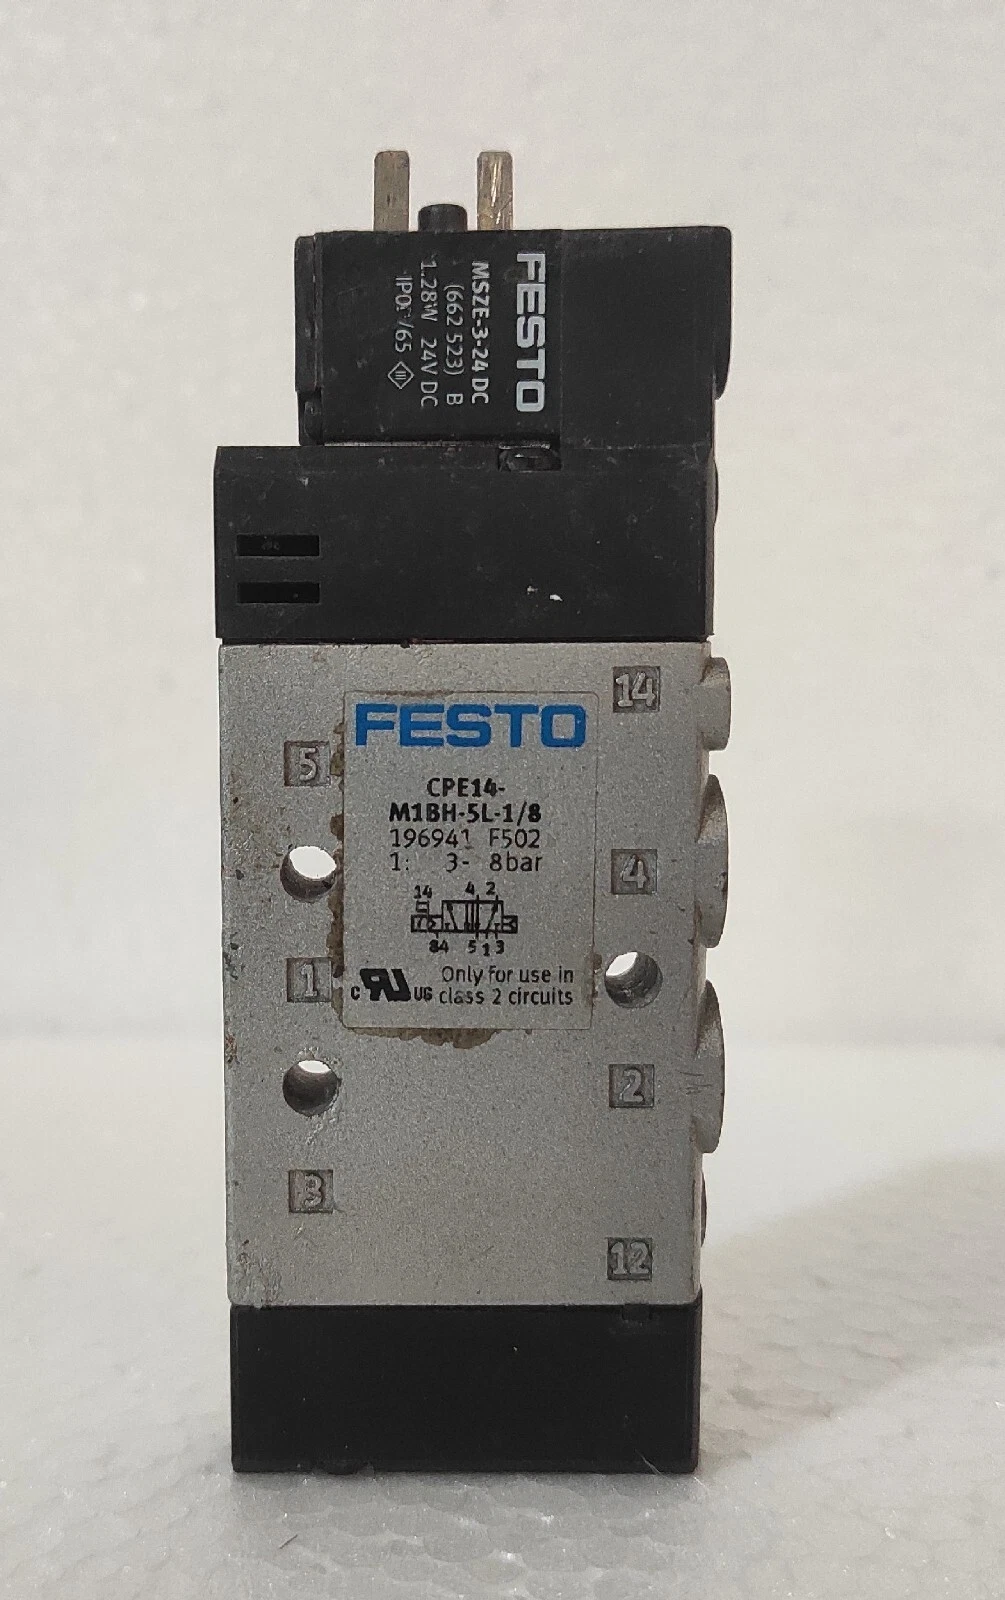 FESTO
MSZE-3-24 DC
(662 523) B
1.28W 24V DC
/65
14
FESTO
5
CPE14-
M1BH-5L-1/8
196941 F502
1: 3- 8bar
4
14 4 2
84 5 1 3
1
Only for use in
c US class 2 circuits
2
3
12